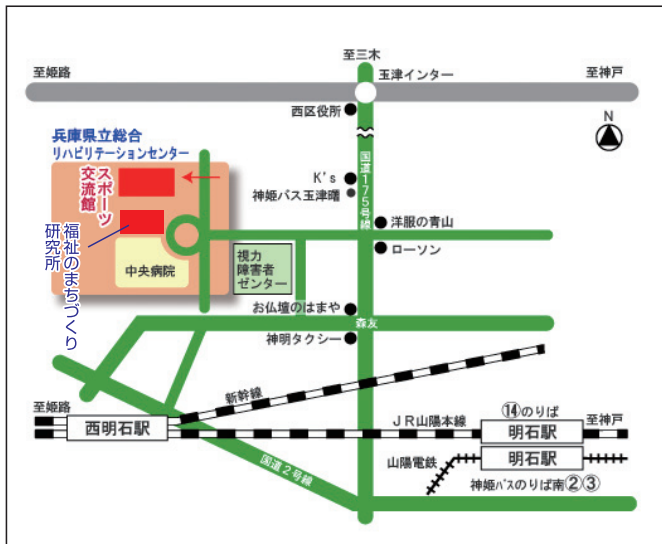 至三木
至姫路
玉津インター
至神戸
西区役所
N
兵庫県立総合
リハビリテーションセンター
スポーツ
交流館
K's
神姫バス玉津曙
国道175号線
洋服の青山
福祉のまちづくり
研究所
中央病院
視力
障害者
センター
ローソン
お仏壇のはまや
森友
神明タクシー
新幹線
至姫路
⑭のりば
JR山陽本線
至神戸
西明石駅
明石駅
山陽電鉄
明石駅
国道2号線
神姫バスのりば南②③